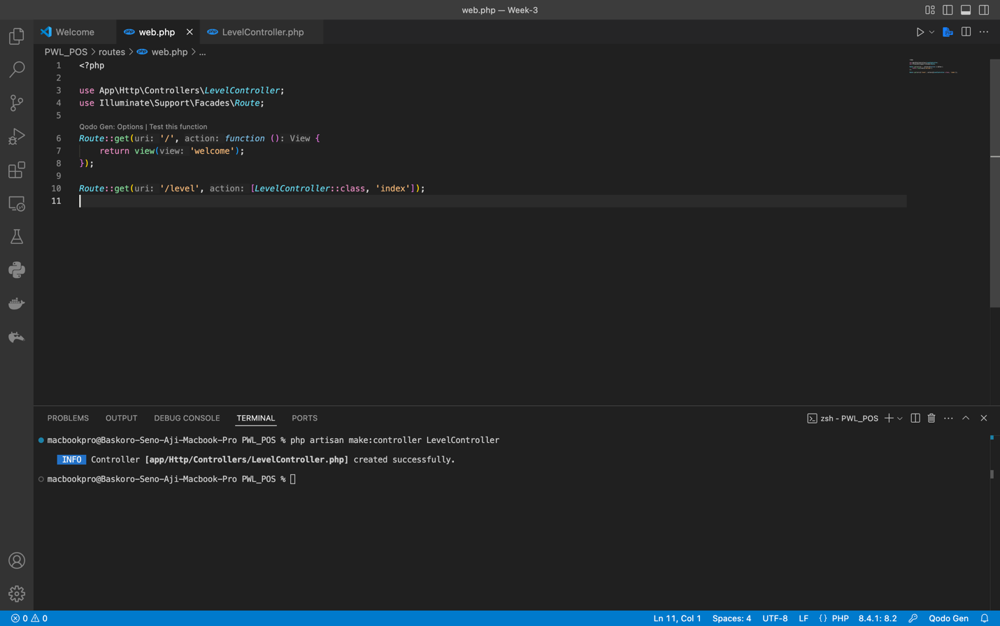 web.php — Week-3
Welcome
web.php
LevelController.php
PWL_POS > routes > web.php > ...
1 <?php
2
3 use App\Http\Controllers\LevelController;
4 use Illuminate\Support\Facades\Route;
5
Qodo Gen: Options | Test this function
6 Route::get(uri: '/', action: function (): View {
7 return view(view: 'welcome');
8 });
9
10 Route::get(uri: '/level', action: [LevelController::class, 'index']);
11
PROBLEMS OUTPUT DEBUG CONSOLE TERMINAL PORTS
zsh - PWL_POS
macbookpro@Baskoro-Seno-Aji-Macbook-Pro PWL_POS % php artisan make:controller LevelController
INFO Controller [app/Http/Controllers/LevelController.php] created successfully.
macbookpro@Baskoro-Seno-Aji-Macbook-Pro PWL_POS %
0 0 Ln 11, Col 1 Spaces: 4 UTF-8 LF {} PHP 8.4.1: 8.2 Qodo Gen